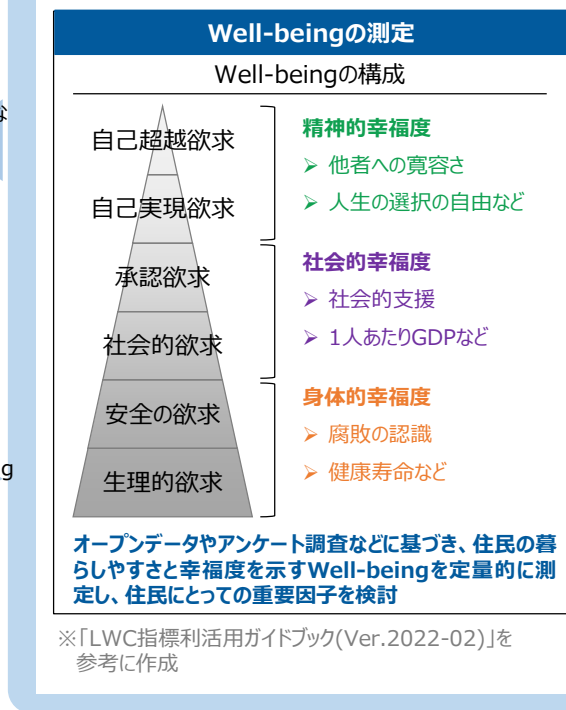 Well-beingの測定
Well-beingの構成
自己超越欲求
自己実現欲求
承認欲求
社会的欲求
安全の欲求
生理的欲求
精神的幸福度
➢ 他者への寛容さ
➢ 人生の選択の自由など
社会的幸福度
➢ 社会的支援
➢ 1人あたりGDPなど
身体的幸福度
➢ 腐敗の認識
➢ 健康寿命など
オープンデータやアンケート調査などに基づき、住民の暮
らしやすさと幸福度を示すWell-beingを定量的に測
定し、住民にとっての重要因子を検討
※「LWC指標利活用ガイドブック(Ver.2022-02)」を
参考に作成